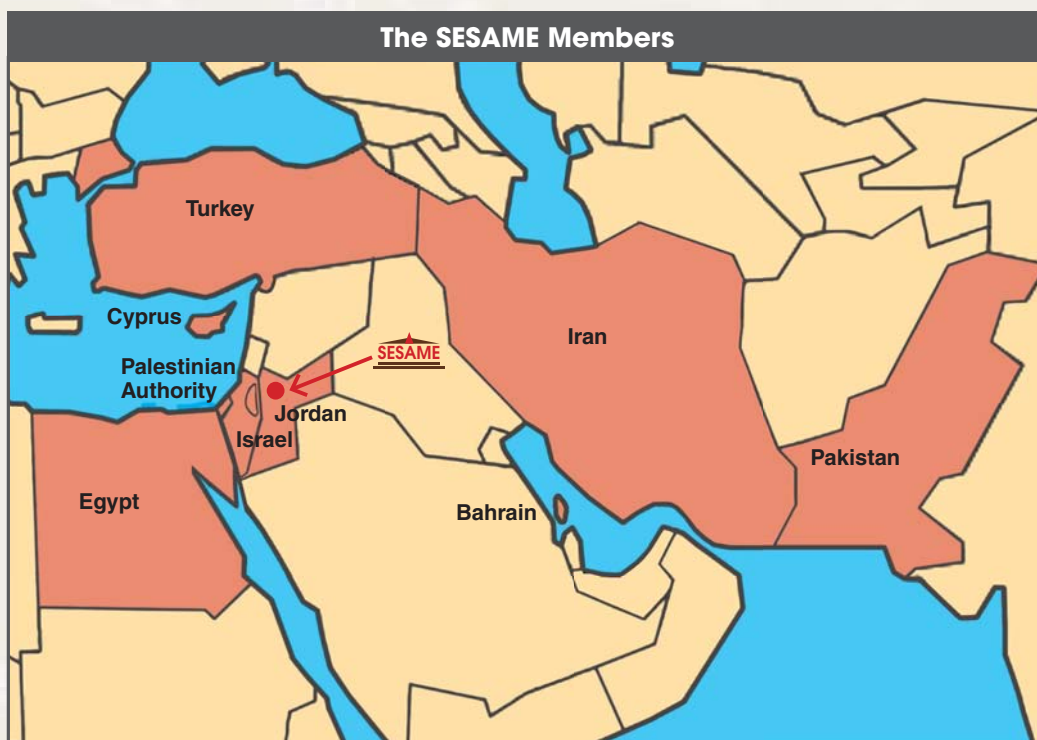 The SESAME Members
Turkey
Cyprus
Iran
SESAME
Palestinian
Authority
Jordan
Israel
Pakistan
Egypt
Bahrain